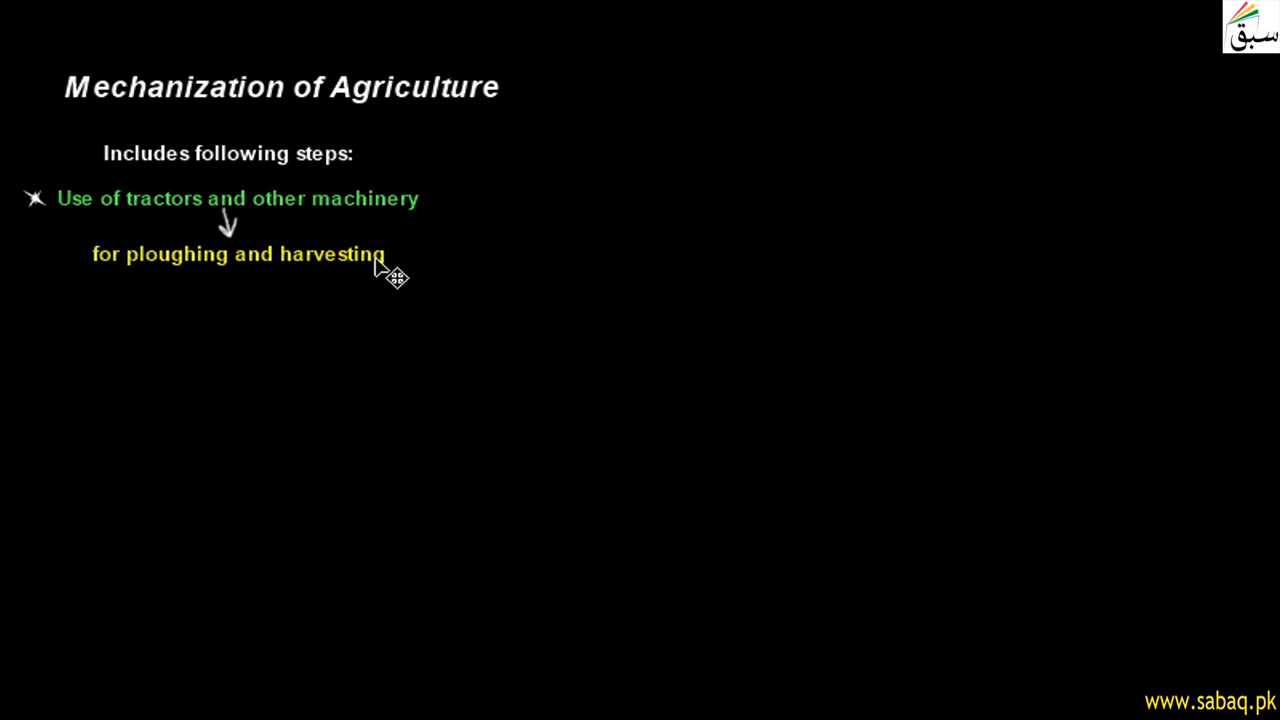 سبق
Mechanization of Agriculture
Includes following steps:
Use of tractors and other machinery
for ploughing and harvesting
www.sabaq.pk